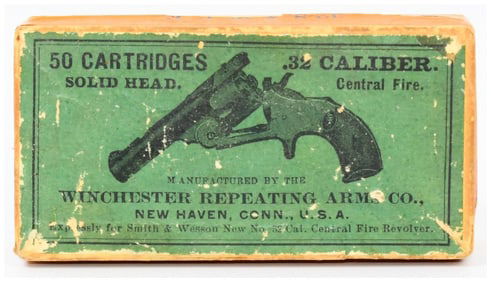 50 CARTRIDGES .32 CALIBER.
SOLID HEAD. Central Fire.
MANUFACTURED BY THE
WINCHESTER REPEATING ARMS CO.,
NEW HAVEN, CONN., U.S.A.
Expressly for Smith & Wesson New No 32 Cal. Central Fire Revolver.